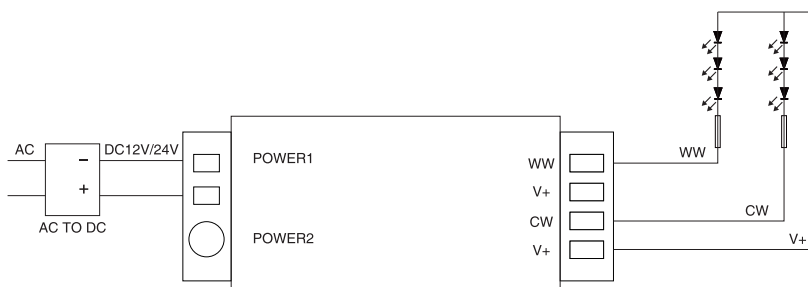 AC
DC12V/24V
−
+
AC TO DC
POWER1
POWER2
WW
V+
CW
V+
WW
CW
V+